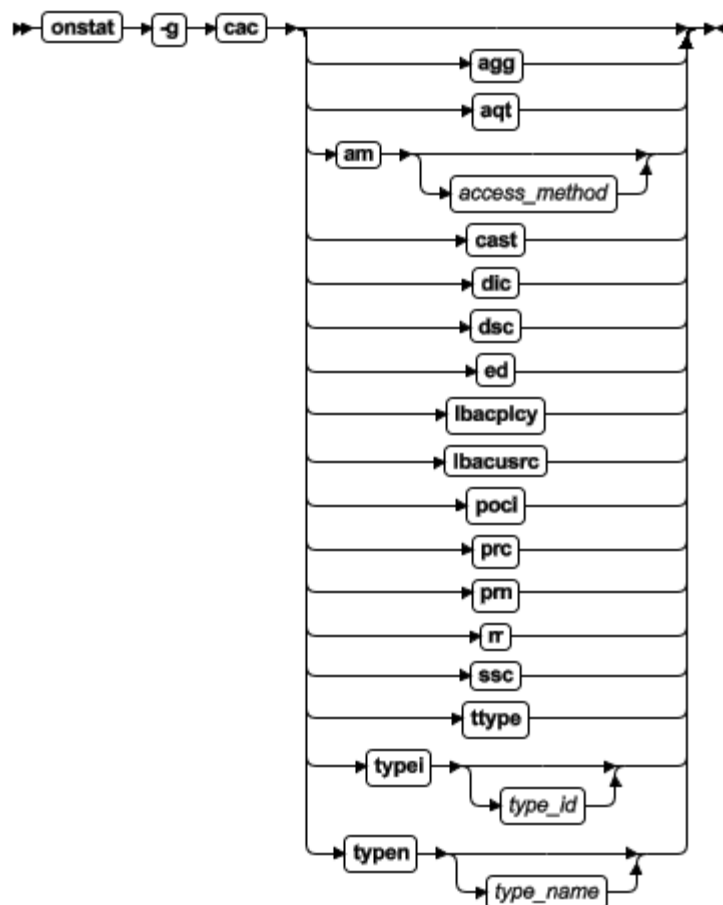 onstat -g cac
agg
aqt
am
access_method
cast
dic
dsc
ed
lbacplcy
lbacusrc
poci
prc
prn
rr
ssc
ttype
typei
type_id
typen
type_name